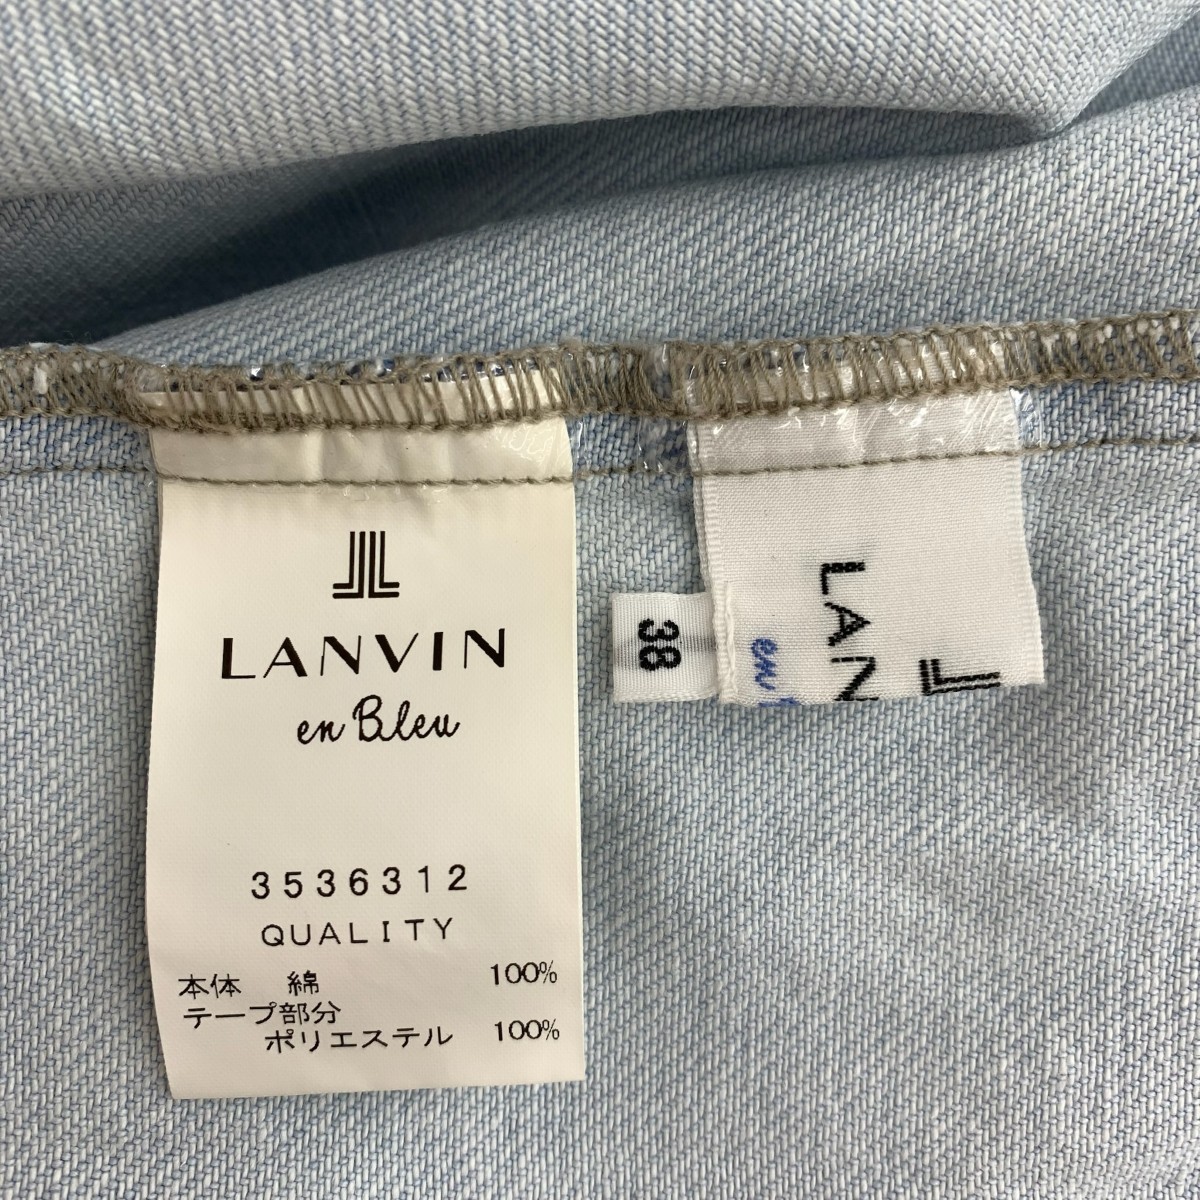 LANVIN
en Bleu
3536312
QUALITY
本体 綿 100%
テープ部分
ポリエステル 100%
38
LAN
en